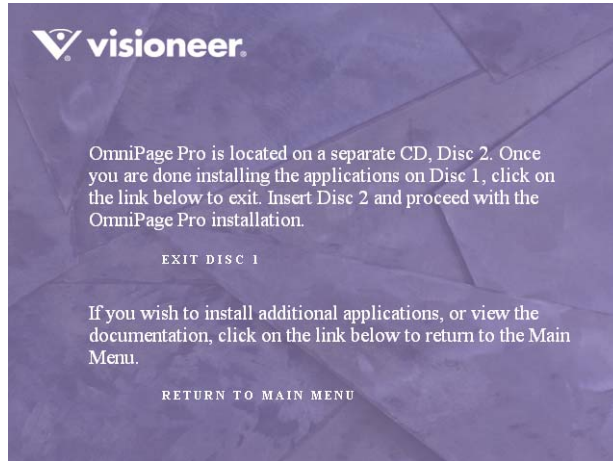 visioneer.
OmniPage Pro is located on a separate CD, Disc 2. Once
you are done installing the applications on Disc 1, click on
the link below to exit. Insert Disc 2 and proceed with the
OmniPage Pro installation.
EXIT DISC 1
If you wish to install additional applications, or view the
documentation, click on the link below to return to the Main
Menu.
RETURN TO MAIN MENU